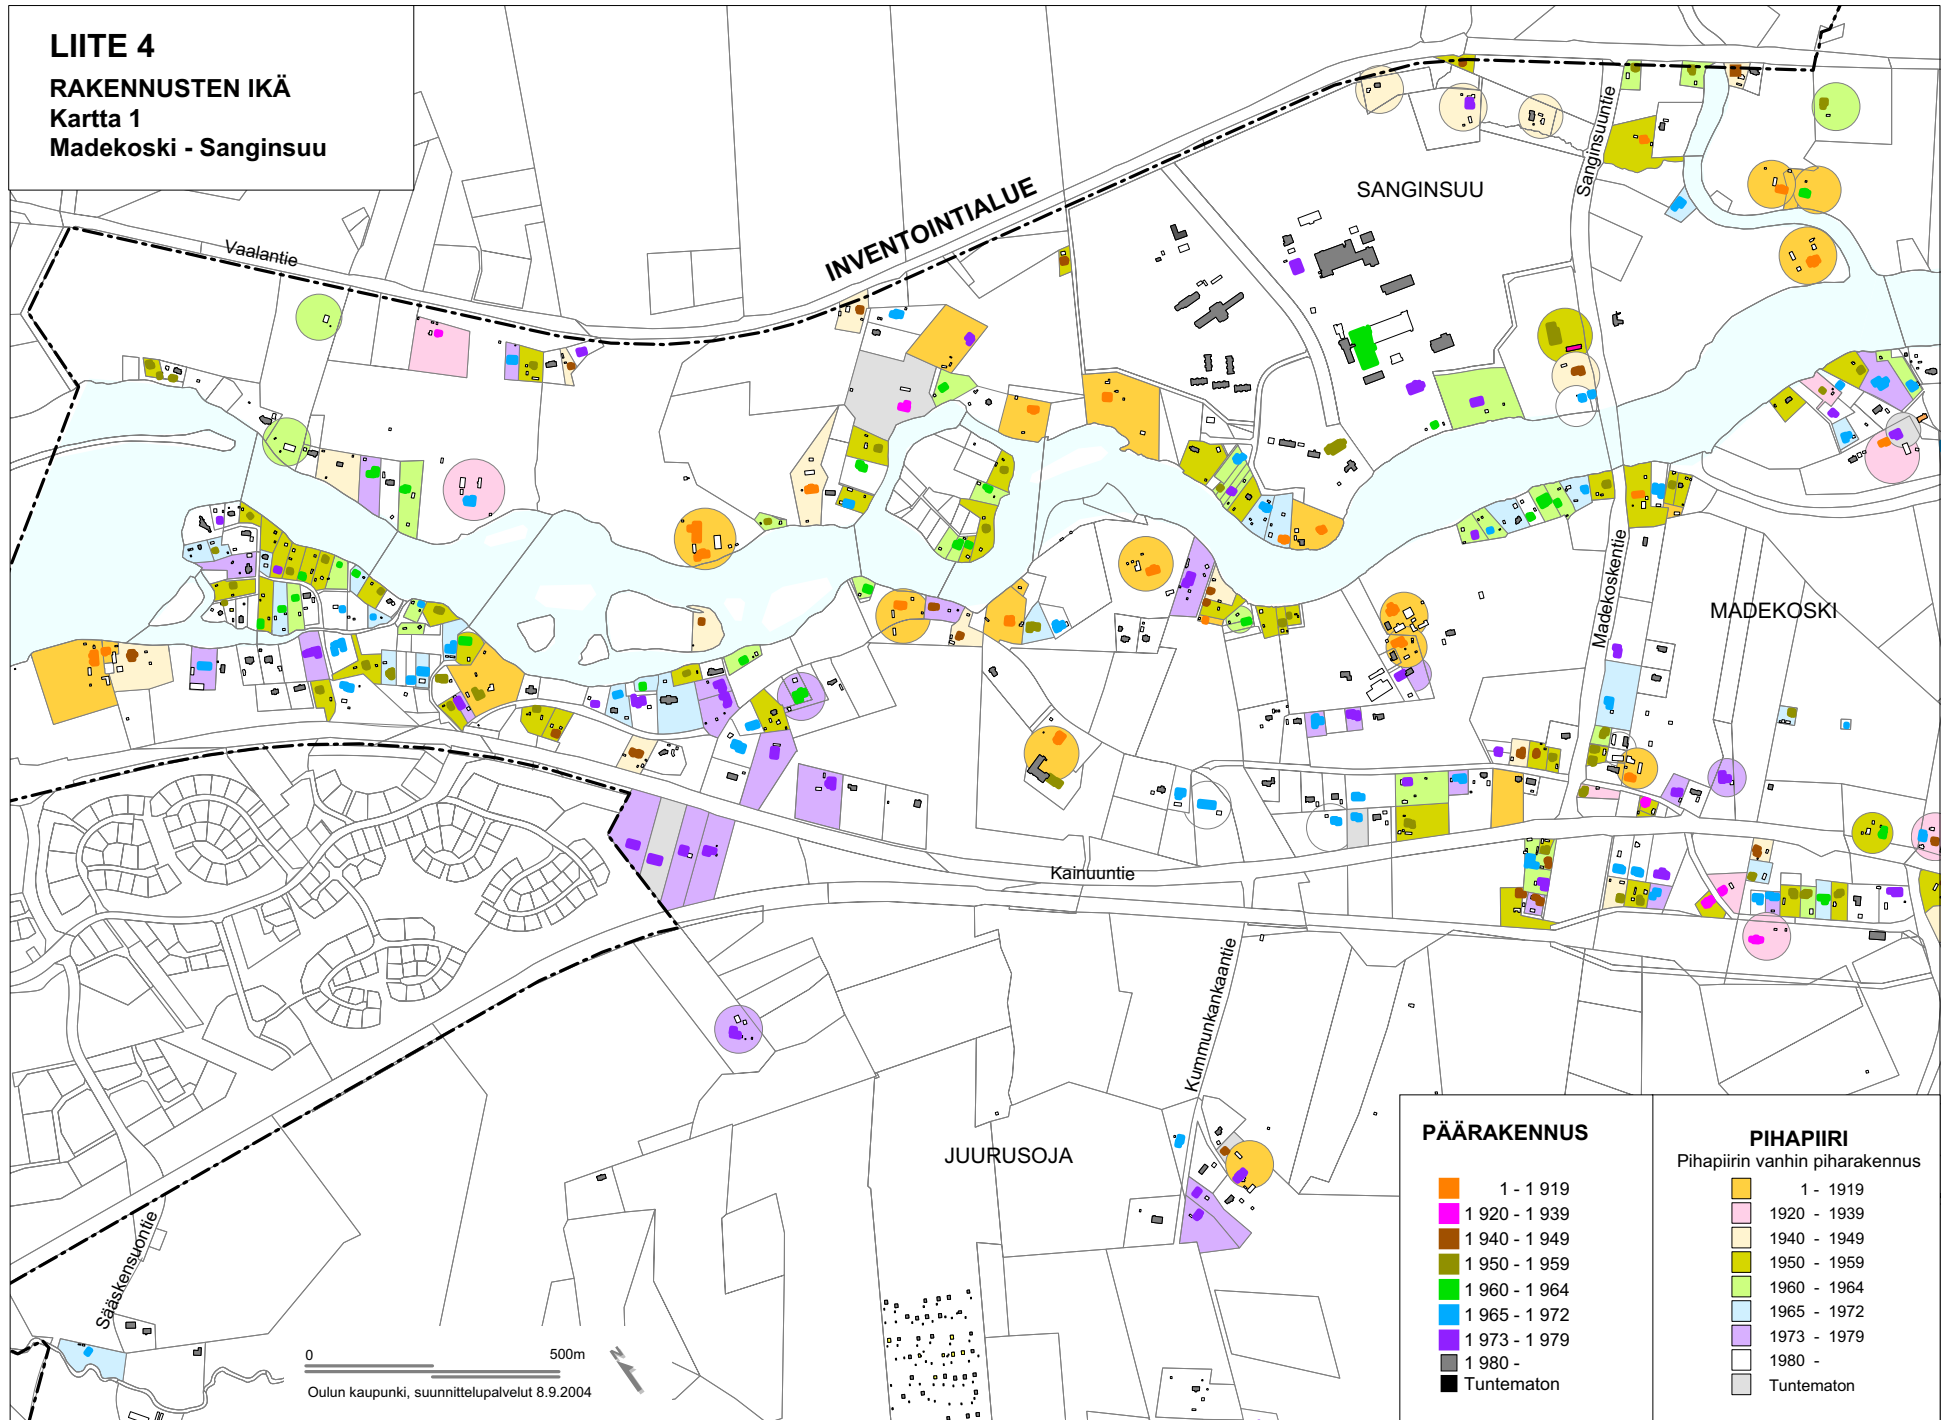 LIITE 4
RAKENNUSTEN IKÄ
Kartta 1
Madekoski - Sanginsuu
INVENTOINTIALUE
Vaalantie
SANGINSUU
Sanginsuuntie
MADEKOSKI
Madekoskentie
Kainuuntie
Kummunkankaantie
JUURUSOJA
Sääskensuontie
0 500m
Oulun kaupunki, suunnittelupalvelut 8.9.2004
N
PÄÄRAKENNUS
1 - 1 919
1 920 - 1 939
1 940 - 1 949
1 950 - 1 959
1 960 - 1 964
1 965 - 1 972
1 973 - 1 979
1 980 -
Tuntematon
PIHAPIIRI
Pihapiirin vanhin piharakennus
1 - 1919
1920 - 1939
1940 - 1949
1950 - 1959
1960 - 1964
1965 - 1972
1973 - 1979
1980 -
Tuntematon